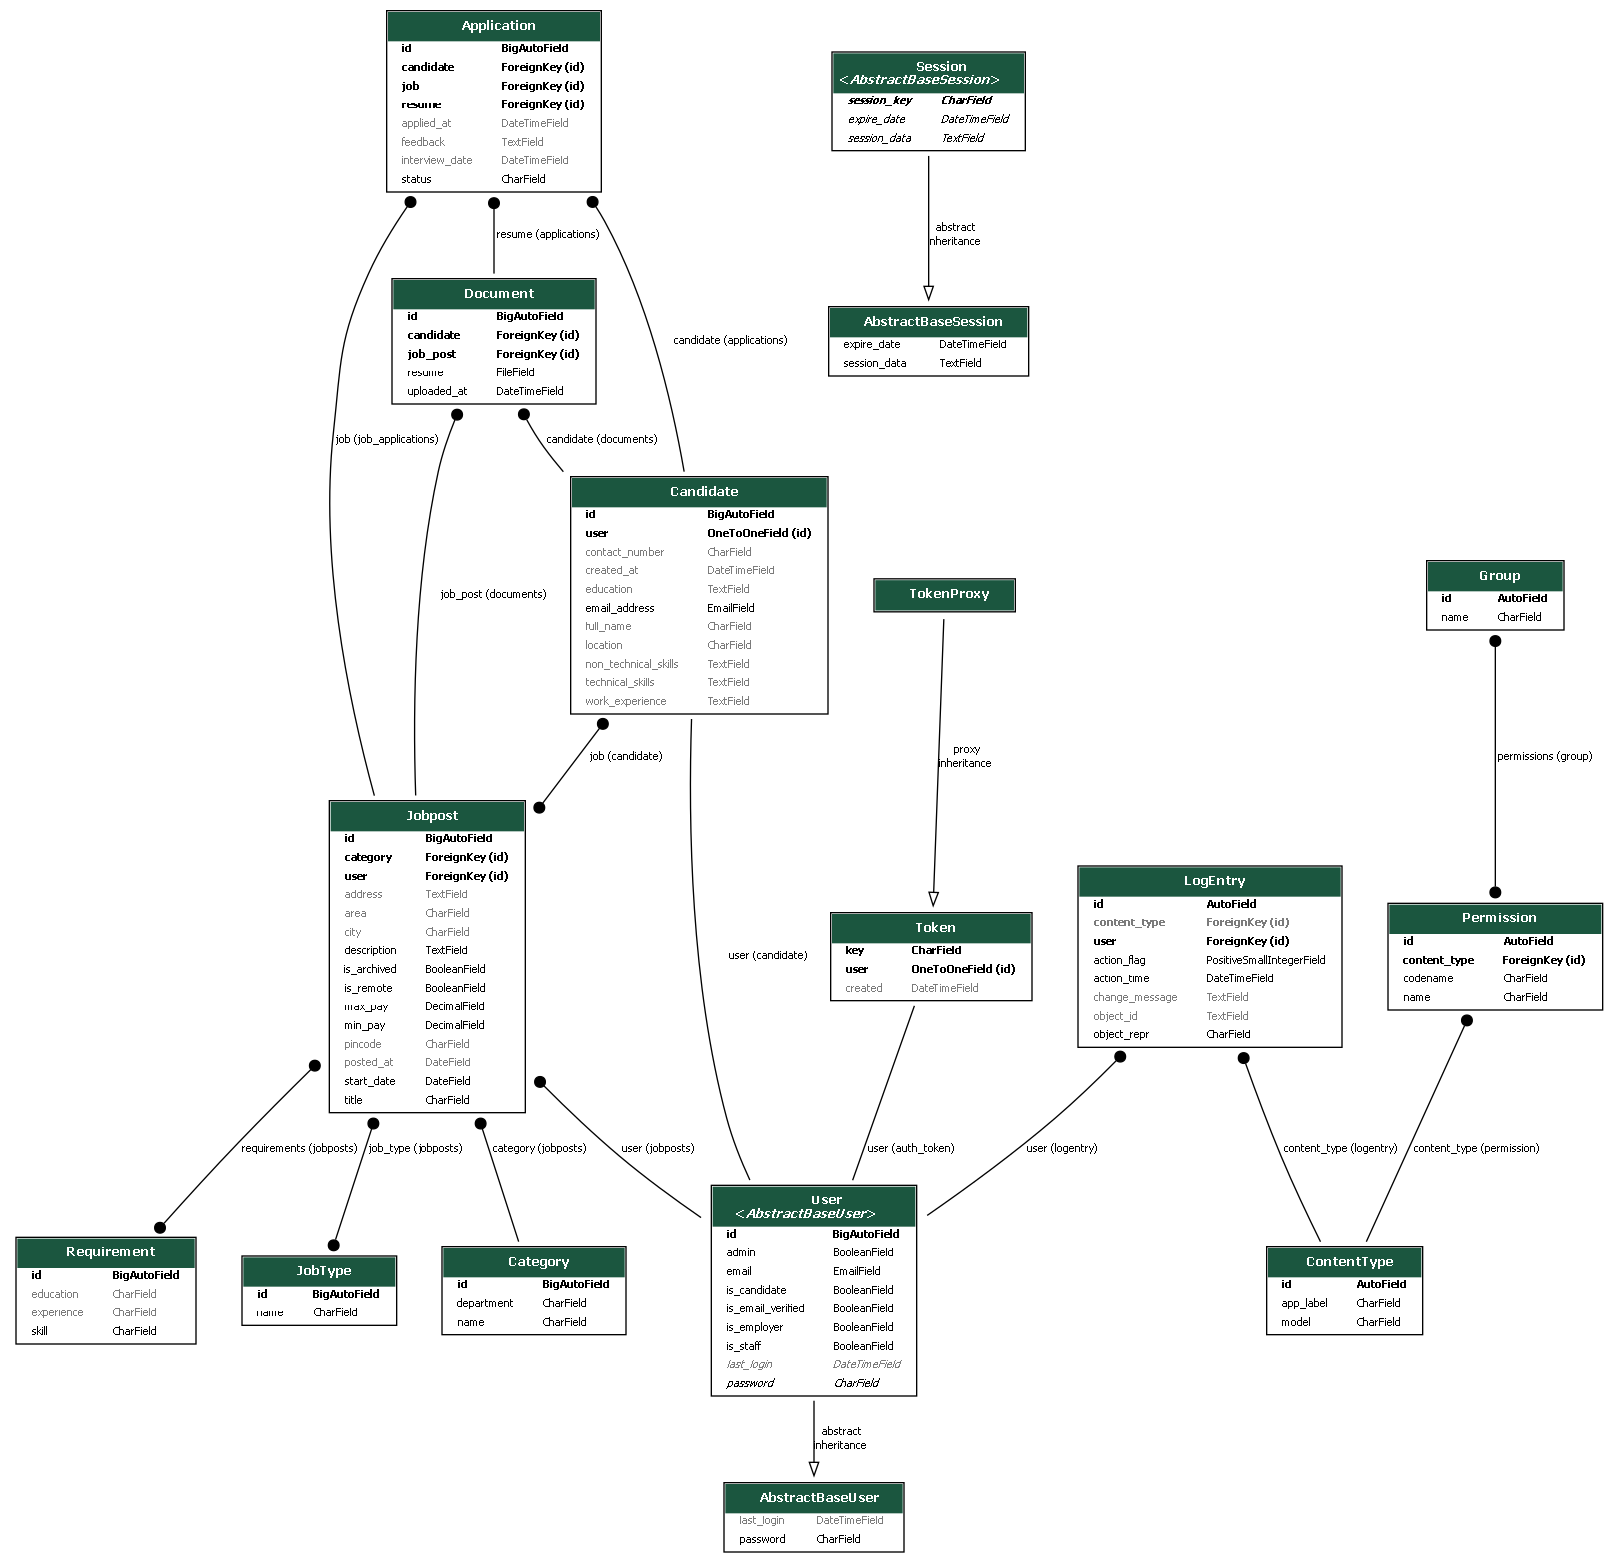 Application
id BigAutoField
candidate ForeignKey (id)
job ForeignKey (id)
resume ForeignKey (id)
applied_at DateTimeField
feedback TextField
interview_date DateTimeField
status CharField
Session
<AbstractBaseSession>
session_key CharField
expire_date DateTimeField
session_data TextField
resume (applications)
abstract
inheritance
Document
id BigAutoField
candidate ForeignKey (id)
job_post ForeignKey (id)
resume FileField
uploaded_at DateTimeField
AbstractBaseSession
expire_date DateTimeField
session_data TextField
candidate (applications)
job (job_applications)
candidate (documents)
Candidate
id BigAutoField
user OneToOneField (id)
contact_number CharField
created_at DateTimeField
education TextField
email_address EmailField
full_name CharField
location CharField
non_technical_skills TextField
technical_skills TextField
work_experience TextField
job_post (documents)
TokenProxy
Group
id AutoField
name CharField
job (candidate)
proxy
inheritance
permissions (group)
Jobpost
id BigAutoField
category ForeignKey (id)
user ForeignKey (id)
address TextField
area CharField
city CharField
description TextField
is_archived BooleanField
is_remote BooleanField
max_pay DecimalField
min_pay DecimalField
pincode CharField
posted_at DateField
start_date DateField
title CharField
user (candidate)
Token
key CharField
user OneToOneField (id)
created DateTimeField
LogEntry
id AutoField
content_type ForeignKey (id)
user ForeignKey (id)
action_flag PositiveSmallIntegerField
action_time DateTimeField
change_message TextField
object_id TextField
object_repr CharField
Permission
id AutoField
content_type ForeignKey (id)
codename CharField
name CharField
requirements (jobposts)
job_type (jobposts)
category (jobposts)
user (jobposts)
user (auth_token)
user (logentry)
content_type (logentry)
content_type (permission)
Requirement
id BigAutoField
education CharField
experience CharField
skill CharField
JobType
id BigAutoField
name CharField
Category
id BigAutoField
department CharField
name CharField
User
<AbstractBaseUser>
id BigAutoField
admin BooleanField
email EmailField
is_candidate BooleanField
is_email_verified BooleanField
is_employer BooleanField
is_staff BooleanField
last_login DateTimeField
password CharField
ContentType
id AutoField
app_label CharField
model CharField
abstract
inheritance
AbstractBaseUser
last_login DateTimeField
password CharField